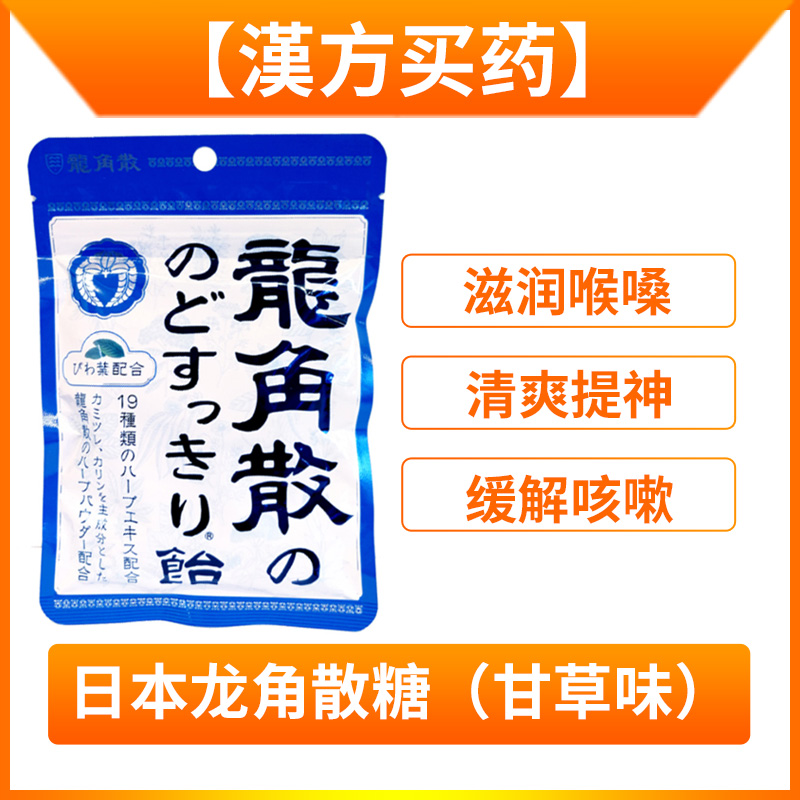 【漢方买药】
龍角散
龍角散の
のどすっきり®飴
びわ葉配合
19種類のハーブエキス配合
カミツレ、カリンを主成分とした
龍角散のハーブパウダー配合
滋润喉嗓
清爽提神
缓解咳嗽
日本龙角散糖（甘草味）